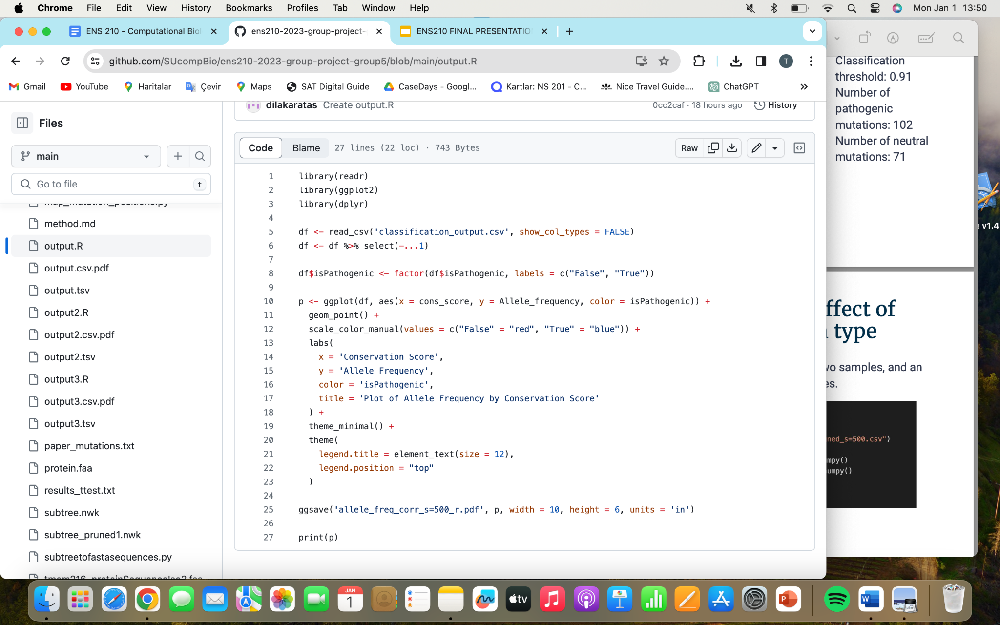 Chrome File Edit View History Bookmarks Profiles Tab Window Help
Mon Jan 1 13:50
ENS 210 - Computational Biol
ens210-2023-group-project-
ENS210 FINAL PRESENTATIO
github.com/SUcompBio/ens210-2023-group-project-group5/blob/main/output.R
T
Gmail YouTube Haritalar Çevir Maps SAT Digital Guide CaseDays - Googl... Kartlar: NS 201 - C... Nice Travel Guide.... ChatGPT »
Files
main
Go to file
t
map_mutation_positions.py
method.md
output.R
output.csv.pdf
output.tsv
output2.R
output2.csv.pdf
output2.tsv
output3.R
output3.csv.pdf
output3.tsv
paper_mutations.txt
protein.faa
results_ttest.txt
subtree.nwk
subtree_pruned1.nwk
subtreetofastasequences.py
dilakaratas Create output.R
0cc2caf · 18 hours ago History
Code Blame 27 lines (22 loc) · 743 Bytes
Raw
1 library(readr)
2 library(ggplot2)
3 library(dplyr)
4
5 df <- read_csv('classification_output.csv', show_col_types = FALSE)
6 df <- df %>% select(-...1)
7
8 df$isPathogenic <- factor(df$isPathogenic, labels = c("False", "True"))
9
10 p <- ggplot(df, aes(x = cons_score, y = Allele_frequency, color = isPathogenic)) +
11 geom_point() +
12 scale_color_manual(values = c("False" = "red", "True" = "blue")) +
13 labs(
14 x = 'Conservation Score',
15 y = 'Allele Frequency',
16 color = 'isPathogenic',
17 title = 'Plot of Allele Frequency by Conservation Score'
18 ) +
19 theme_minimal() +
20 theme(
21 legend.title = element_text(size = 12),
22 legend.position = "top"
23 )
24
25 ggsave('allele_freq_corr_s=500_r.pdf', p, width = 10, height = 6, units = 'in')
26
27 print(p)
Classification
threshold: 0.91
Number of
pathogenic
mutations: 102
Number of neutral
mutations: 71
ffect of
type
wo samples, and an
es.
ned_s=500.csv")
mpy()
umpy()
e v1.4
JAN
1
tv
P
W